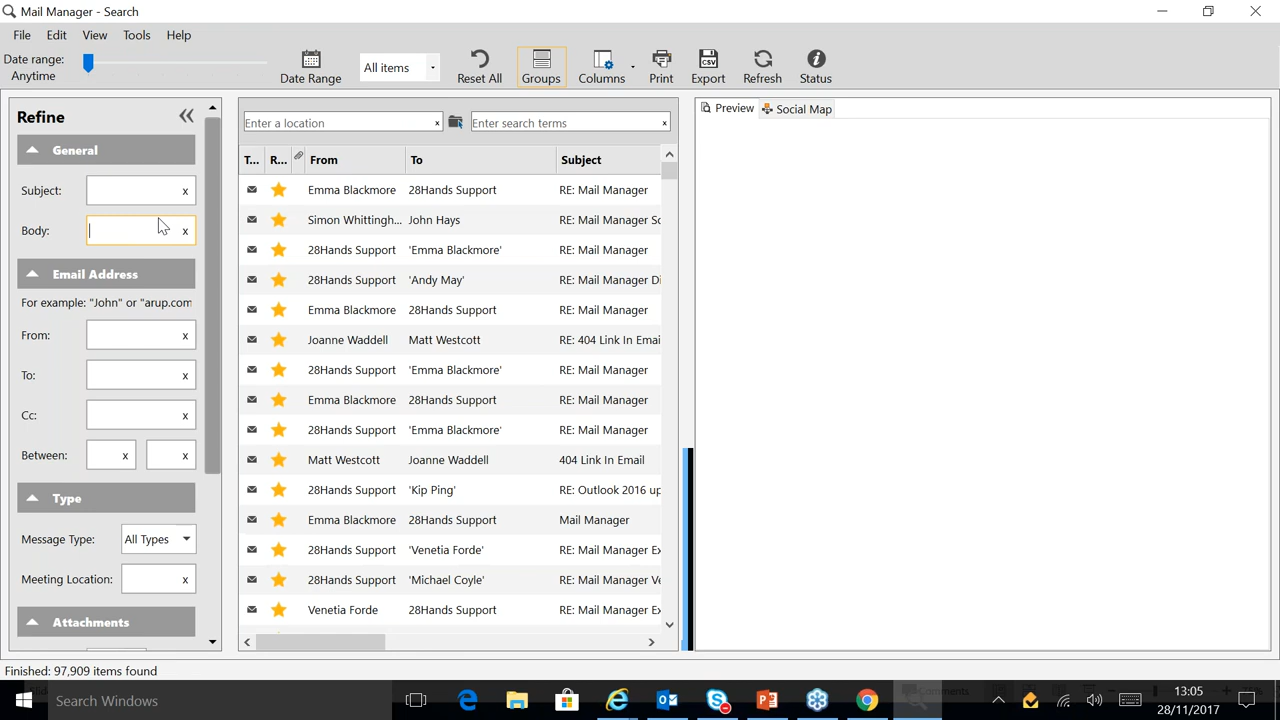 Mail Manager - Search
File Edit View Tools Help
Date range:
Anytime
Date Range
All items
Reset All
Groups
Columns
Print
CSV
Export
Refresh
Status
Refine
General
Subject: x
Body: x
Email Address
For example: "John" or "arup.com
From: x
To: x
Cc: x
Between: x x
Type
Message Type: All Types
Meeting Location: x
Attachments
Enter a location x Enter search terms x
T... R... From To Subject
Emma Blackmore 28Hands Support RE: Mail Manager
Simon Whittingh... John Hays RE: Mail Manager Sc
28Hands Support 'Emma Blackmore' RE: Mail Manager
28Hands Support 'Andy May' RE: Mail Manager Di
Emma Blackmore 28Hands Support RE: Mail Manager
Joanne Waddell Matt Westcott RE: 404 Link In Emai
28Hands Support 'Emma Blackmore' RE: Mail Manager
Emma Blackmore 28Hands Support RE: Mail Manager
28Hands Support 'Emma Blackmore' RE: Mail Manager
Matt Westcott Joanne Waddell 404 Link In Email
28Hands Support 'Kip Ping' RE: Outlook 2016 up
Emma Blackmore 28Hands Support Mail Manager
28Hands Support 'Venetia Forde' RE: Mail Manager Ex
28Hands Support 'Michael Coyle' RE: Mail Manager Ve
Venetia Forde 28Hands Support RE: Mail Manager Ex
Preview Social Map
Finished: 97,909 items found
Search Windows
Comments
13:05
28/11/2017